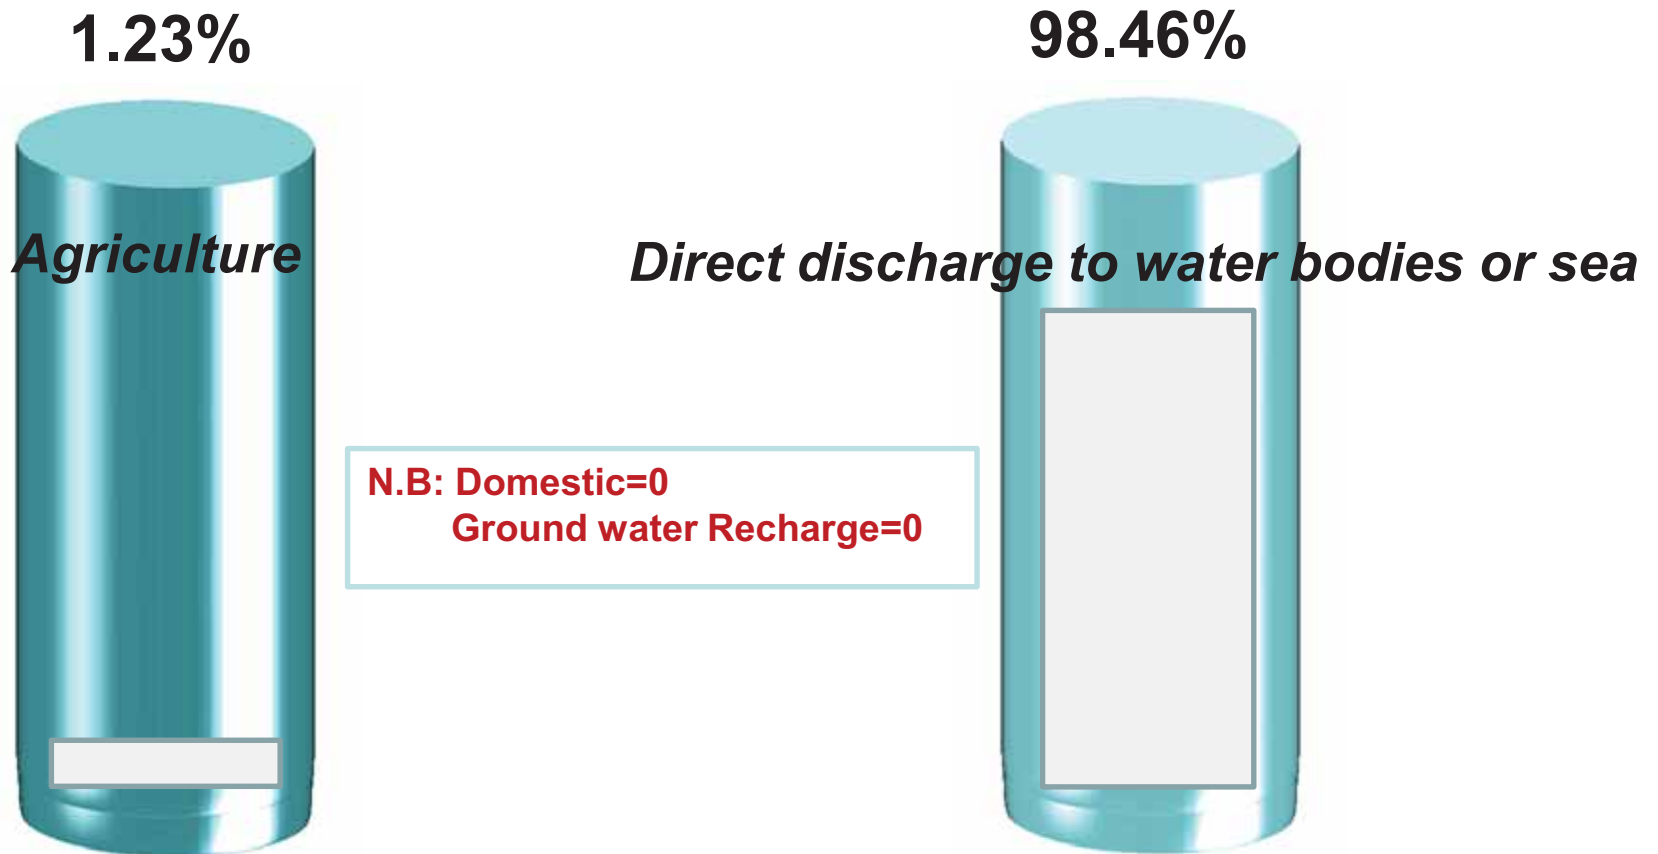 1.23%
98.46%
Agriculture
Direct discharge to water bodies or sea
N.B: Domestic=0
Ground water Recharge=0